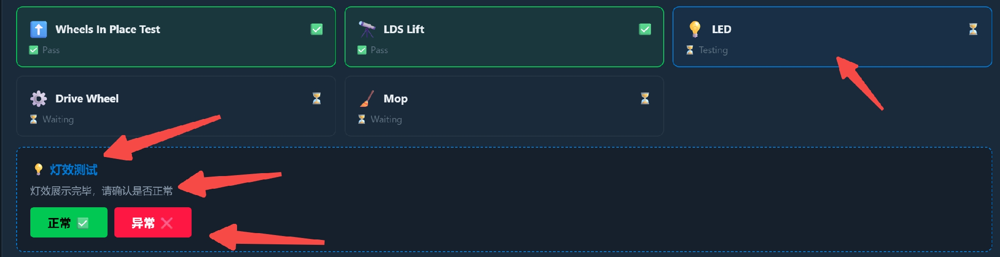 Wheels In Place Test
Pass
LDS Lift
Pass
LED
Testing
Drive Wheel
Waiting
Mop
Waiting
灯效测试
灯效展示完毕，请确认是否正常
正常
异常